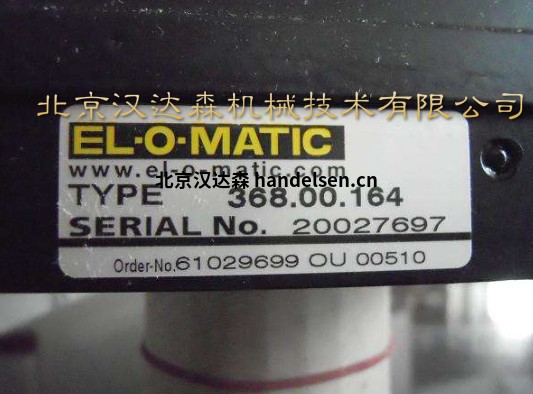 北京汉达森机械技术有限公司
EL-O-MATIC
www.el-o-matic.com
北京汉达森 handelsen.cn
TYPE 368.00.164
SERIAL No. 20027697
Order-No. 61029699 OU 00510